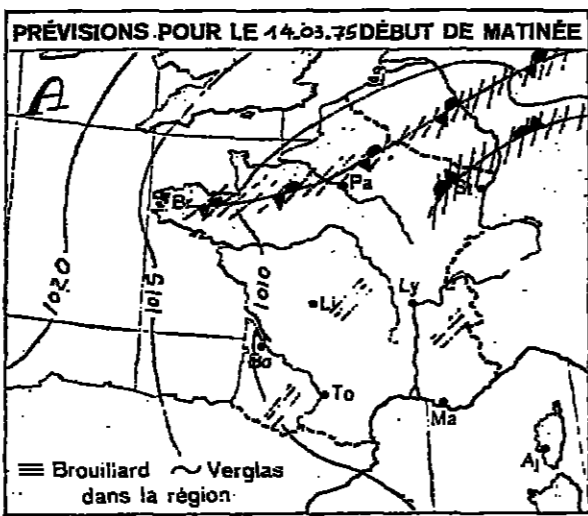 PRÉVISIONS POUR LE 14.03.75 DÉBUT DE MATINÉE
A
Br
Pa
St
1020
1015
1010
Li
Ly
Bo
To
Ma
Aj
Brouillard Verglas
dans la région